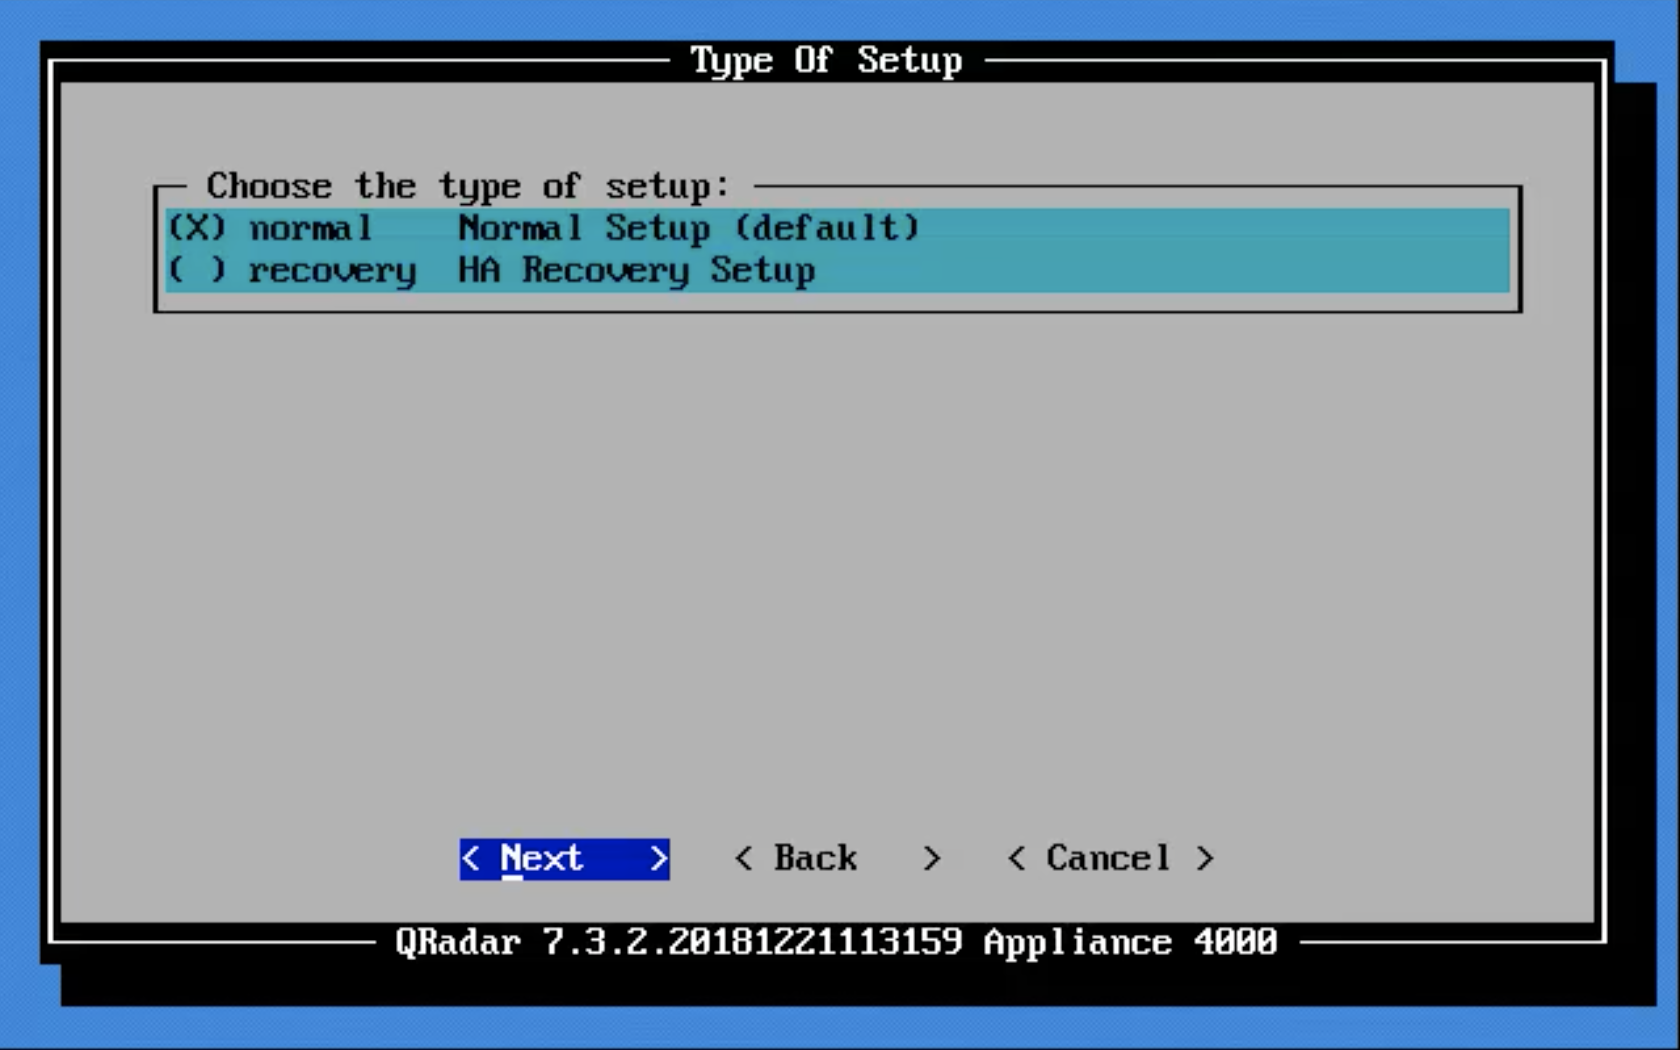 Type Of Setup
Choose the type of setup:
(X) normal    Normal Setup (default)
( ) recovery  HA Recovery Setup
< Next   >   < Back   >   < Cancel >
QRadar 7.3.2.20181221113159 Appliance 4000